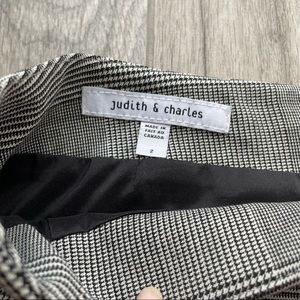 judith & charles
MADE IN
FAIT AU
CANADA
2